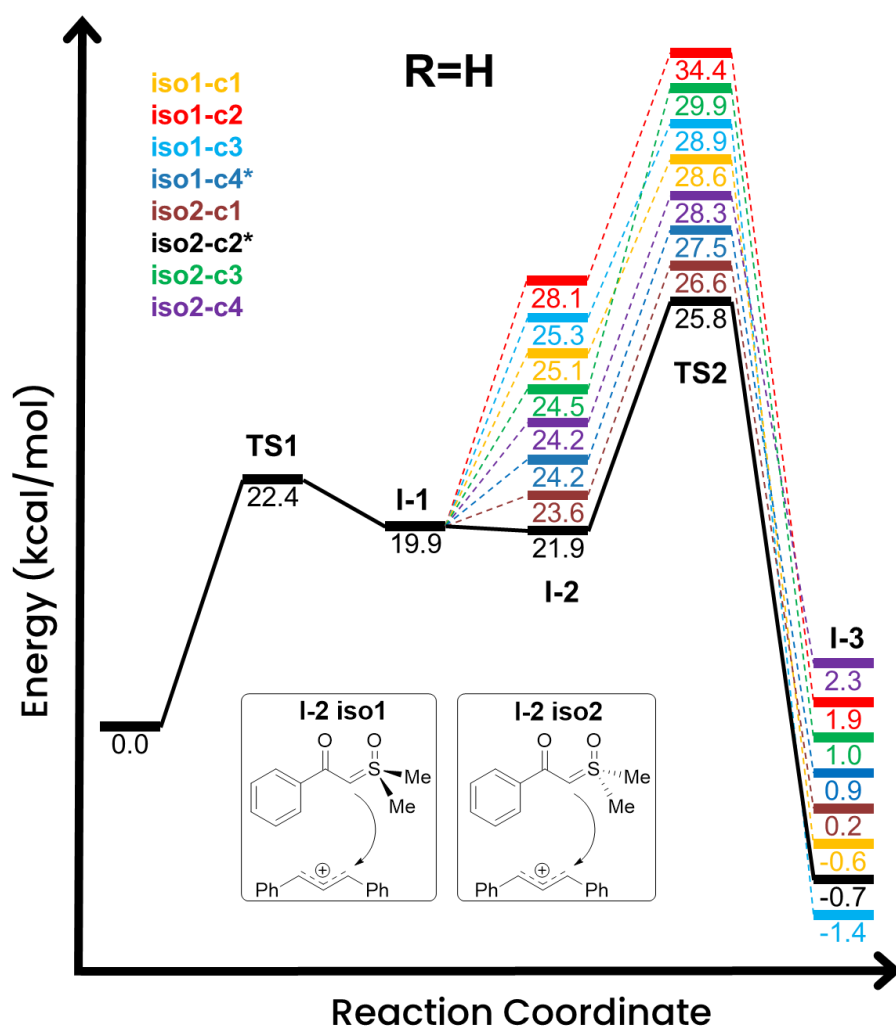 R=H
iso1-c1
iso1-c2
iso1-c3
iso1-c4*
iso2-c1
iso2-c2*
iso2-c3
iso2-c4
34.4
29.9
28.9
28.6
28.3
27.5
26.6
25.8
TS2
28.1
25.3
25.1
24.5
24.2
24.2
23.6
21.9
I-2
TS1
22.4
I-1
19.9
0.0
I-3
2.3
1.9
1.0
0.9
0.2
-0.6
-0.7
-1.4
I-2 iso1
O O
S Me
Me
Ph + Ph
I-2 iso2
O O
S Me
Me
Ph + Ph
Energy (kcal/mol)
Reaction Coordinate